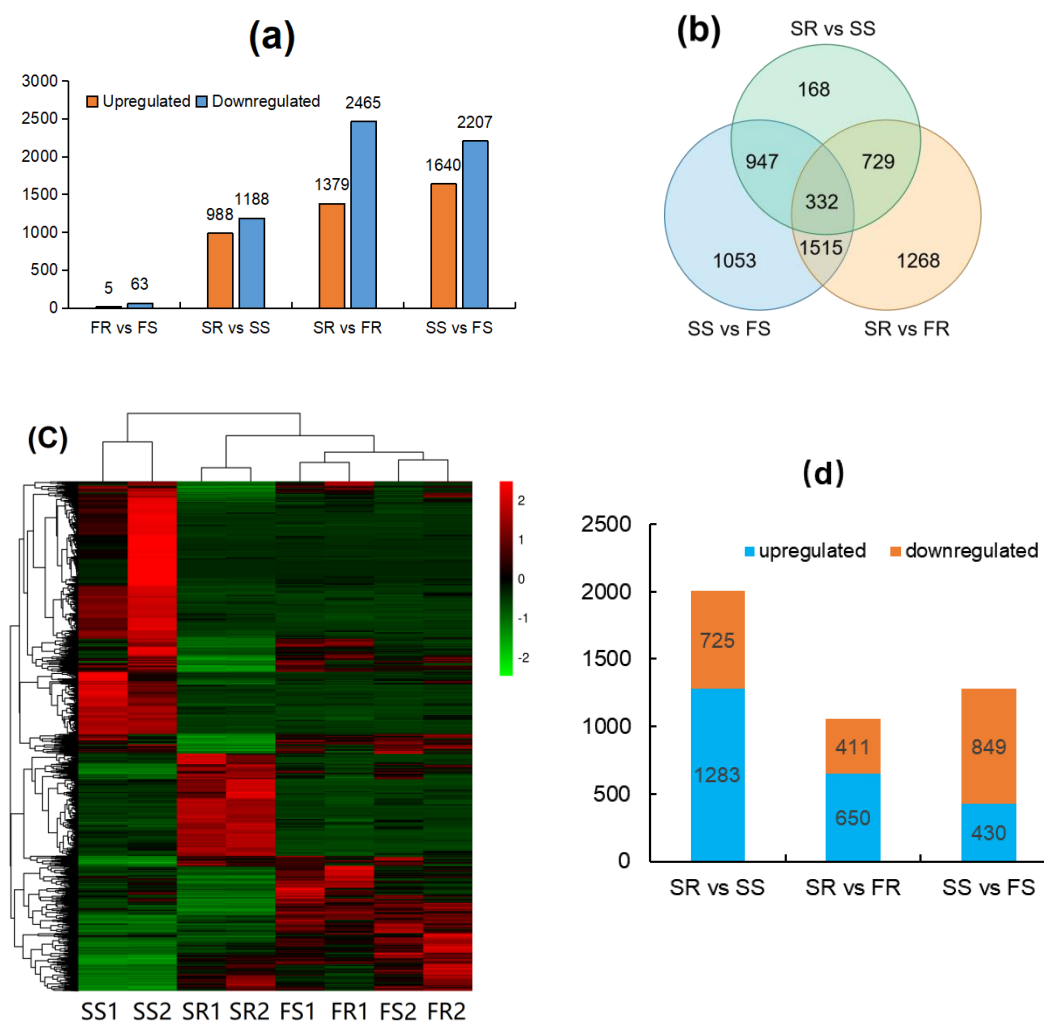 (a)
3000
2500
2000
1500
1000
500
0
Upregulated Downregulated
5 63 988 1188 1379 2465 1640 2207
FR vs FS SR vs SS SR vs FR SS vs FS
(b)
SR vs SS
168
947 729
332
1515
1053 1268
SS vs FS SR vs FR
(C)
2
1
0
-1
-2
SS1 SS2 SR1 SR2 FS1 FR1 FS2 FR2
(d)
2500
2000
1500
1000
500
0
upregulated downregulated
725 411 849
1283 650 430
SR vs SS SR vs FR SS vs FS